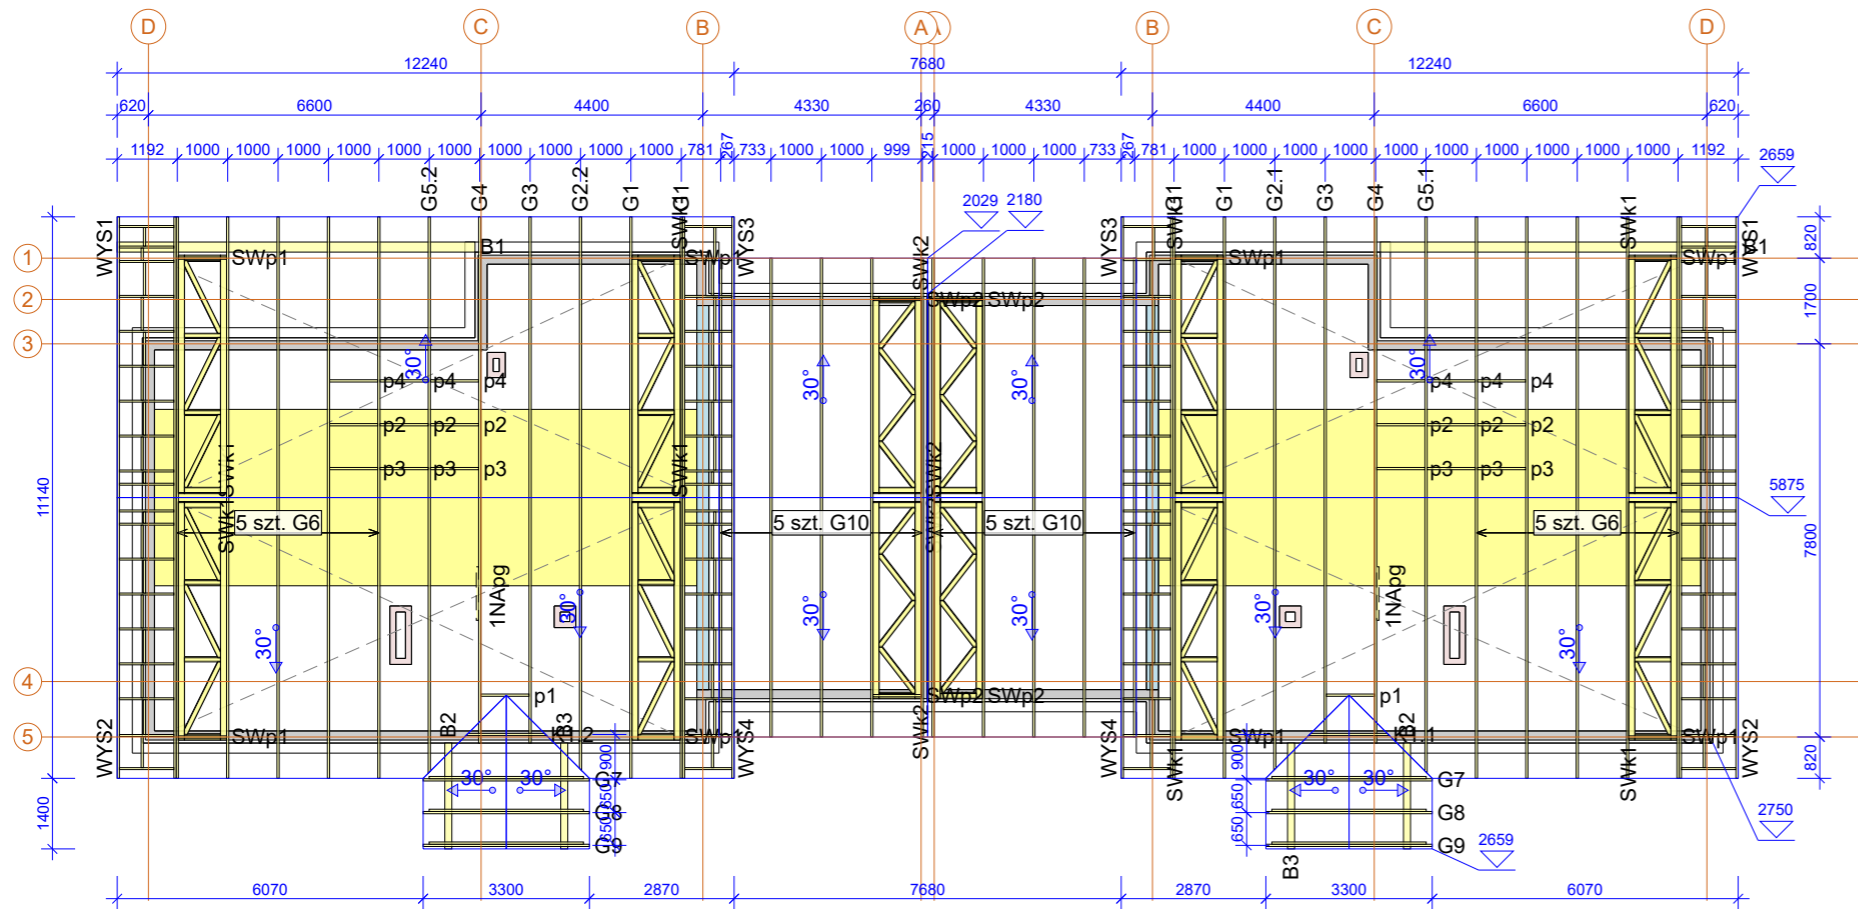 D C B A A B C D
12240 7680 12240
620 6600 4400 4330 260 4330 4400 6600 620
1192 1000 1000 1000 1000 1000 1000 1000 1000 1000 781 267 733 1000 1000 999 215 1000 1000 1000 733 267 781 1000 1000 1000 1000 1000 1000 1000 1000 1000 1192
2659
G5.2 G4 G3 G2.2 G1 SWk1 G1 2029 2180 SWk1 G1 G1 G2.1 G3 G4 G5.1 SWk1
WYS1 B1 WYS3 SWk2 WYS3 B1 WYS1
820
1 SWp1 SWp1 SWp1 SWp1
2 SWp2 SWp2
1700
3
30° 30° 30° 30°
p4 p4 p4 p4 p4 p4
p2 p2 p2 p2 p2 p2
p3 p3 p3 p3 p3 p3
SWk1 SWk1 SWk2
11140
5875
5 szt. G6 5 szt. G10 5 szt. G10 5 szt. G6
SWk1
7800
1NApg 1NApg
30° 30° 30° 30° 30° 30°
4 p1 SWp2 SWp2 p1
5 SWp1 SWp1 SWp1 SWp1
WYS2 B2 B3 WYS4 SWk2 WYS4 SWk1 B2 SWk1 WYS2
900 900 820
30° 30° G7 30° 30° G7
650 650
1400 G8 G8 2750
650 650
G9 B3 G9 2659
6070 3300 2870 7680 2870 3300 6070